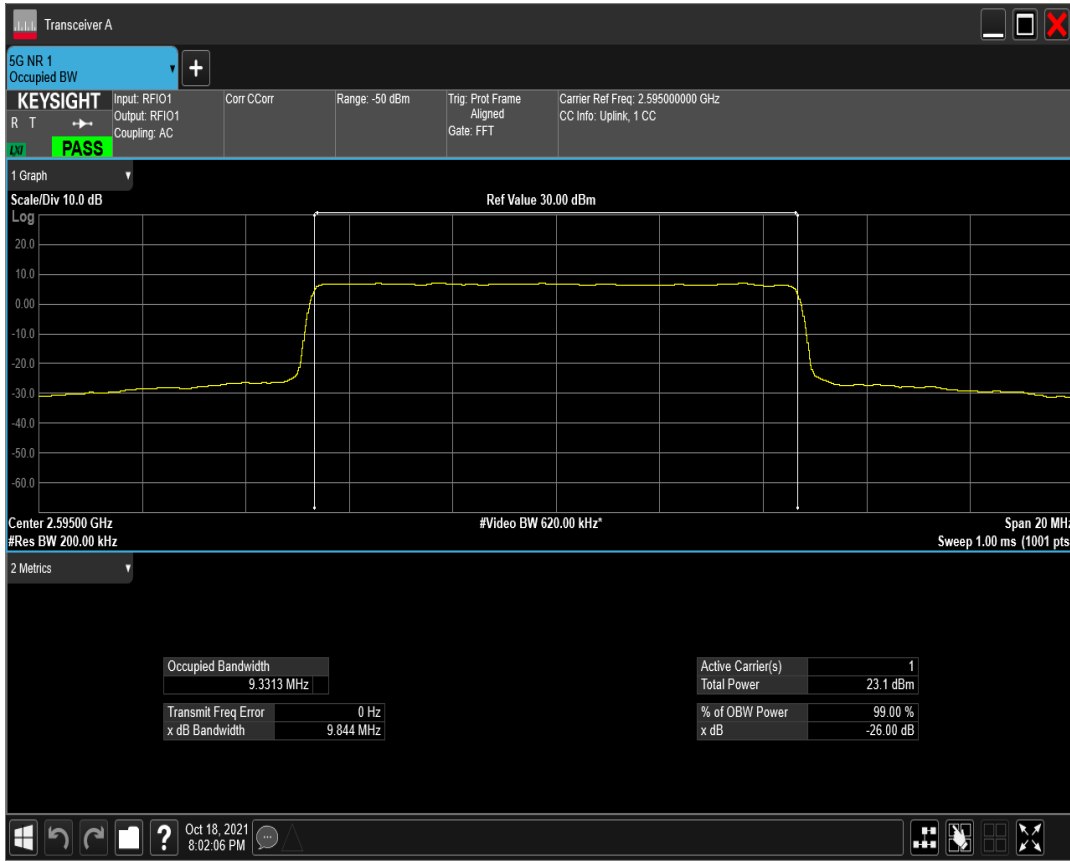 Transceiver A
5G NR 1
Occupied BW
KEYSIGHT
R T
LXI
PASS
Input: RFIO1
Output: RFIO1
Coupling: AC
Corr CCorr
Range: -50 dBm
Trig: Prot Frame
Aligned
Gate: FFT
Carrier Ref Freq: 2.595000000 GHz
CC Info: Uplink, 1 CC
1 Graph
Scale/Div 10.0 dB
Ref Value 30.00 dBm
Log
20.0
10.0
0.00
-10.0
-20.0
-30.0
-40.0
-50.0
-60.0
Center 2.59500 GHz
#Video BW 620.00 kHz*
Span 20 MHz
#Res BW 200.00 kHz
Sweep 1.00 ms (1001 pts
2 Metrics
Occupied Bandwidth
9.3313 MHz
Transmit Freq Error 0 Hz
x dB Bandwidth 9.844 MHz
Active Carrier(s) 1
Total Power 23.1 dBm
% of OBW Power 99.00 %
x dB -26.00 dB
?
Oct 18, 2021
8:02:06 PM